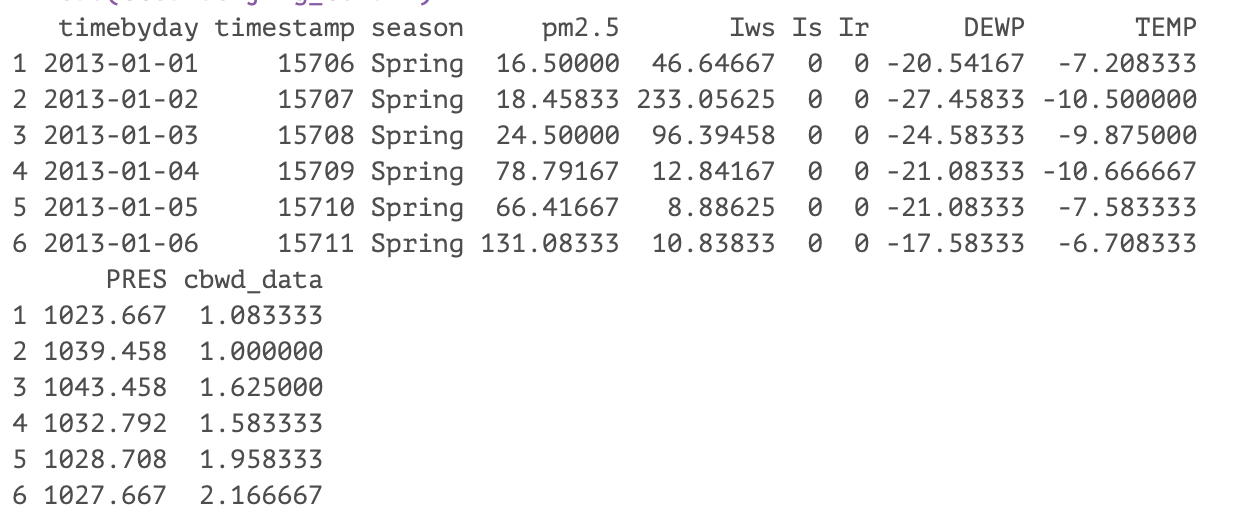 timebyday timestamp season pm2.5 Iws Is Ir DEWP TEMP
1 2013-01-01 15706 Spring 16.50000 46.64667 0 0 -20.54167 -7.208333
2 2013-01-02 15707 Spring 18.45833 233.05625 0 0 -27.45833 -10.500000
3 2013-01-03 15708 Spring 24.50000 96.39458 0 0 -24.58333 -9.875000
4 2013-01-04 15709 Spring 78.79167 12.84167 0 0 -21.08333 -10.666667
5 2013-01-05 15710 Spring 66.41667 8.88625 0 0 -21.08333 -7.583333
6 2013-01-06 15711 Spring 131.08333 10.83833 0 0 -17.58333 -6.708333
PRES cbwd_data
1 1023.667 1.083333
2 1039.458 1.000000
3 1043.458 1.625000
4 1032.792 1.583333
5 1028.708 1.958333
6 1027.667 2.166667